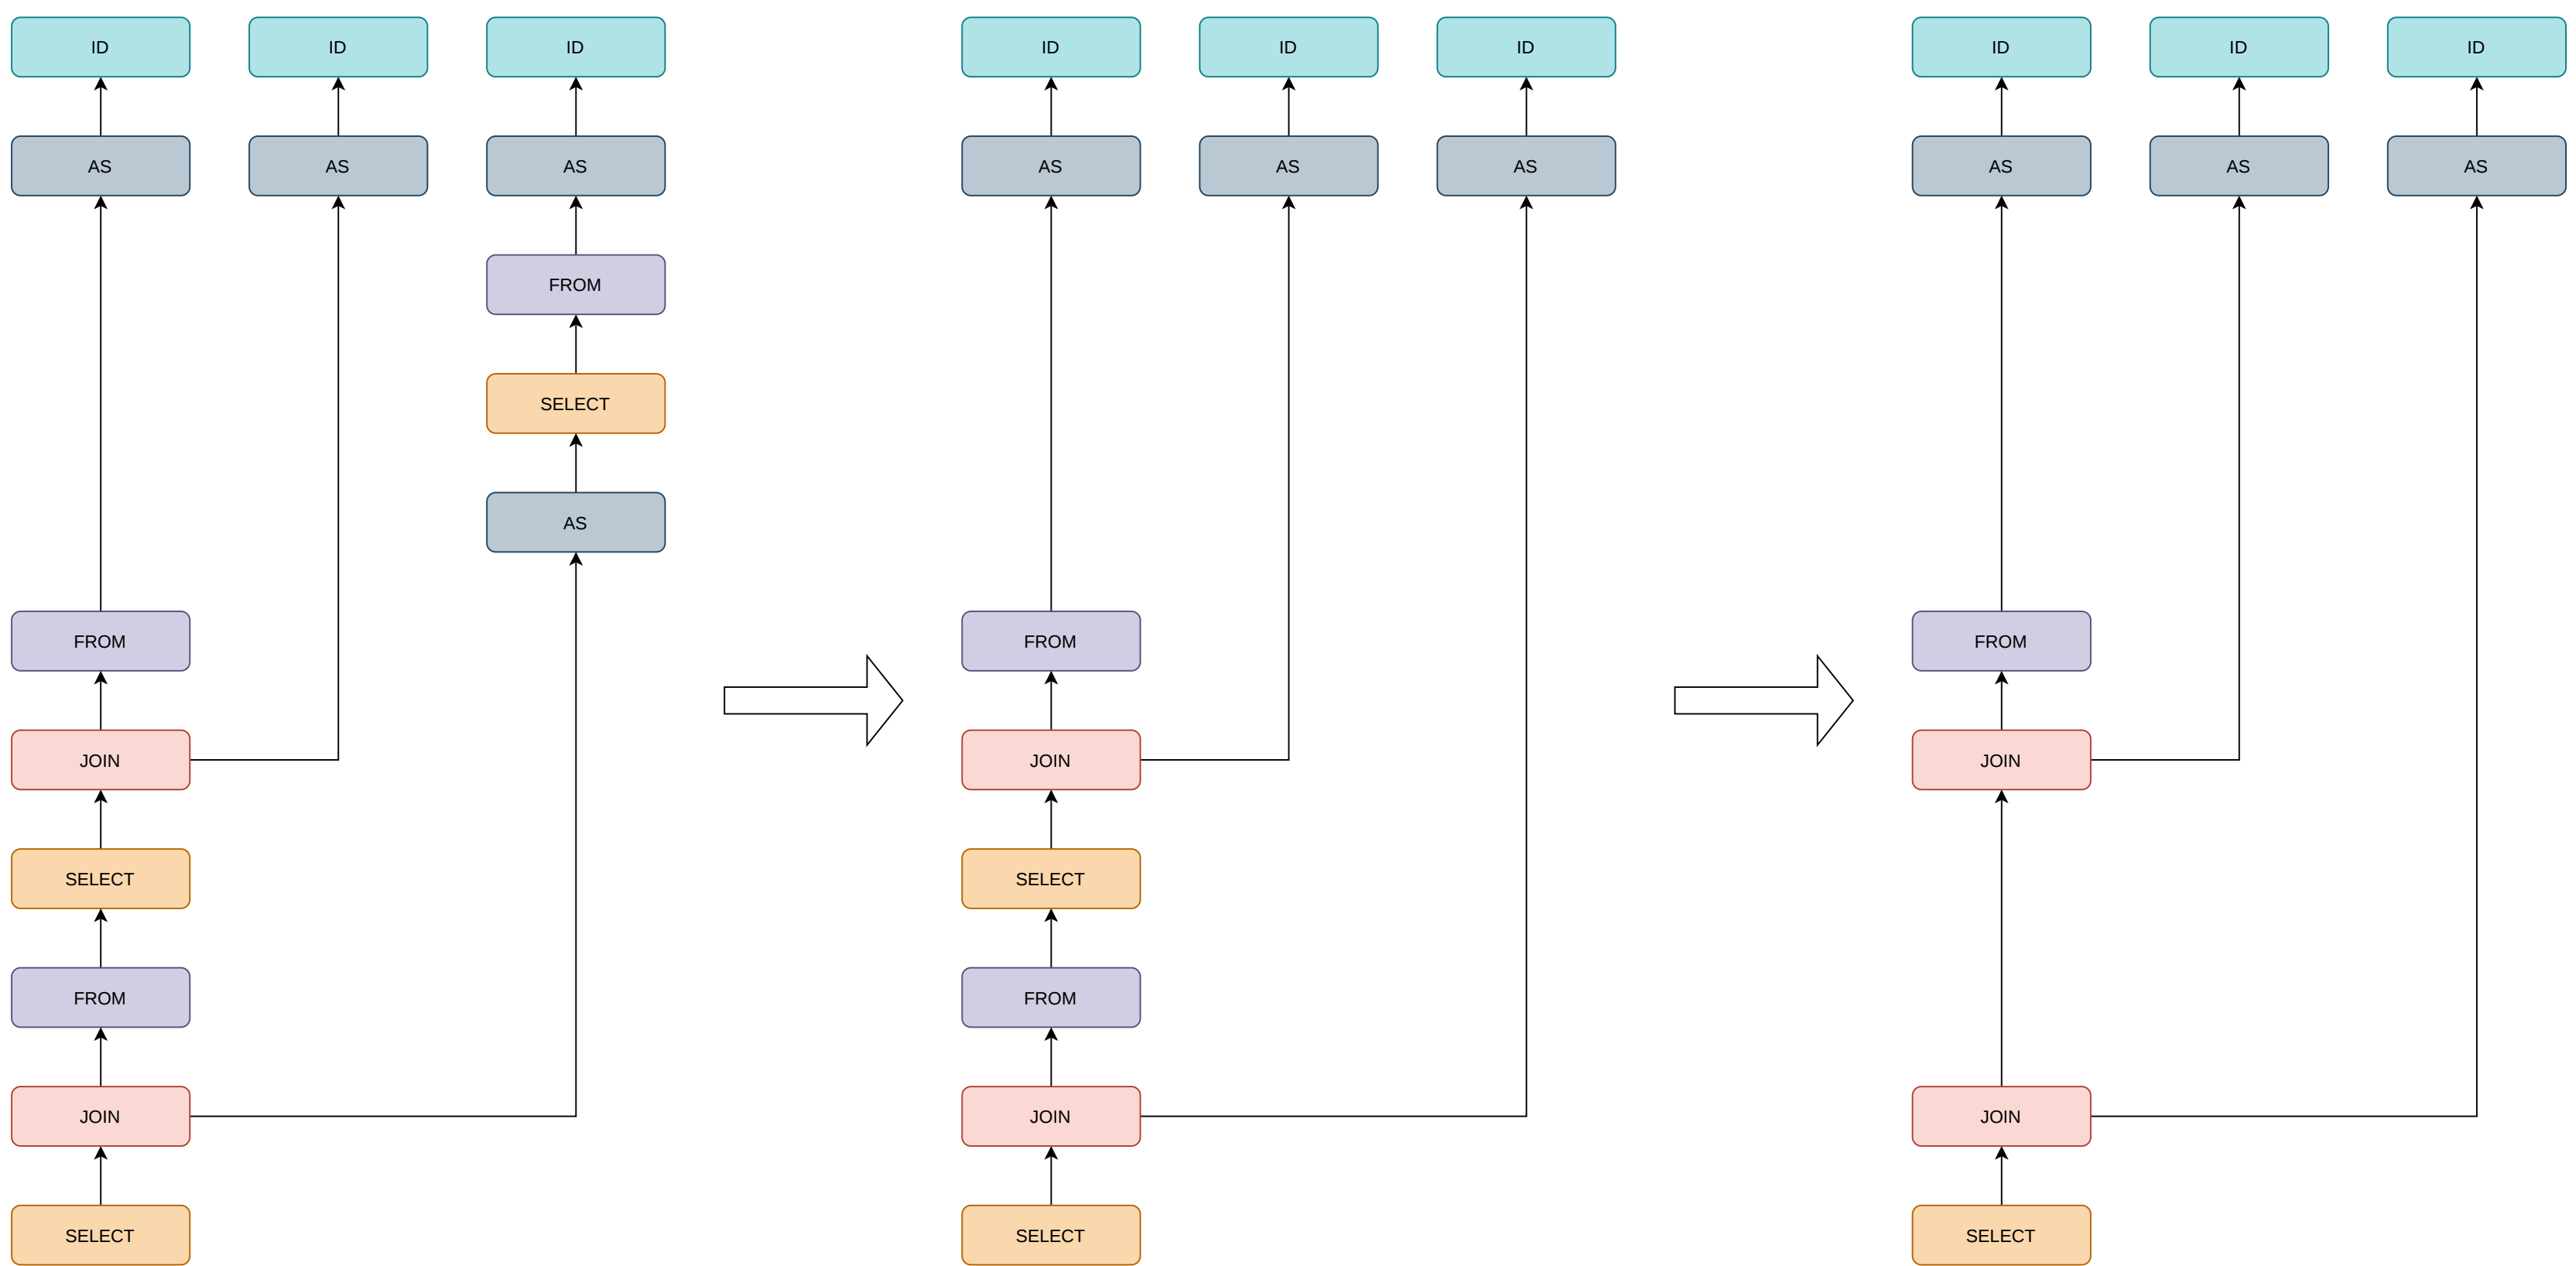 ID ID ID ID ID ID ID ID ID
AS AS AS AS AS AS AS AS AS
FROM
SELECT
AS
FROM FROM FROM
JOIN JOIN JOIN
SELECT SELECT
FROM FROM
JOIN JOIN JOIN
SELECT SELECT SELECT